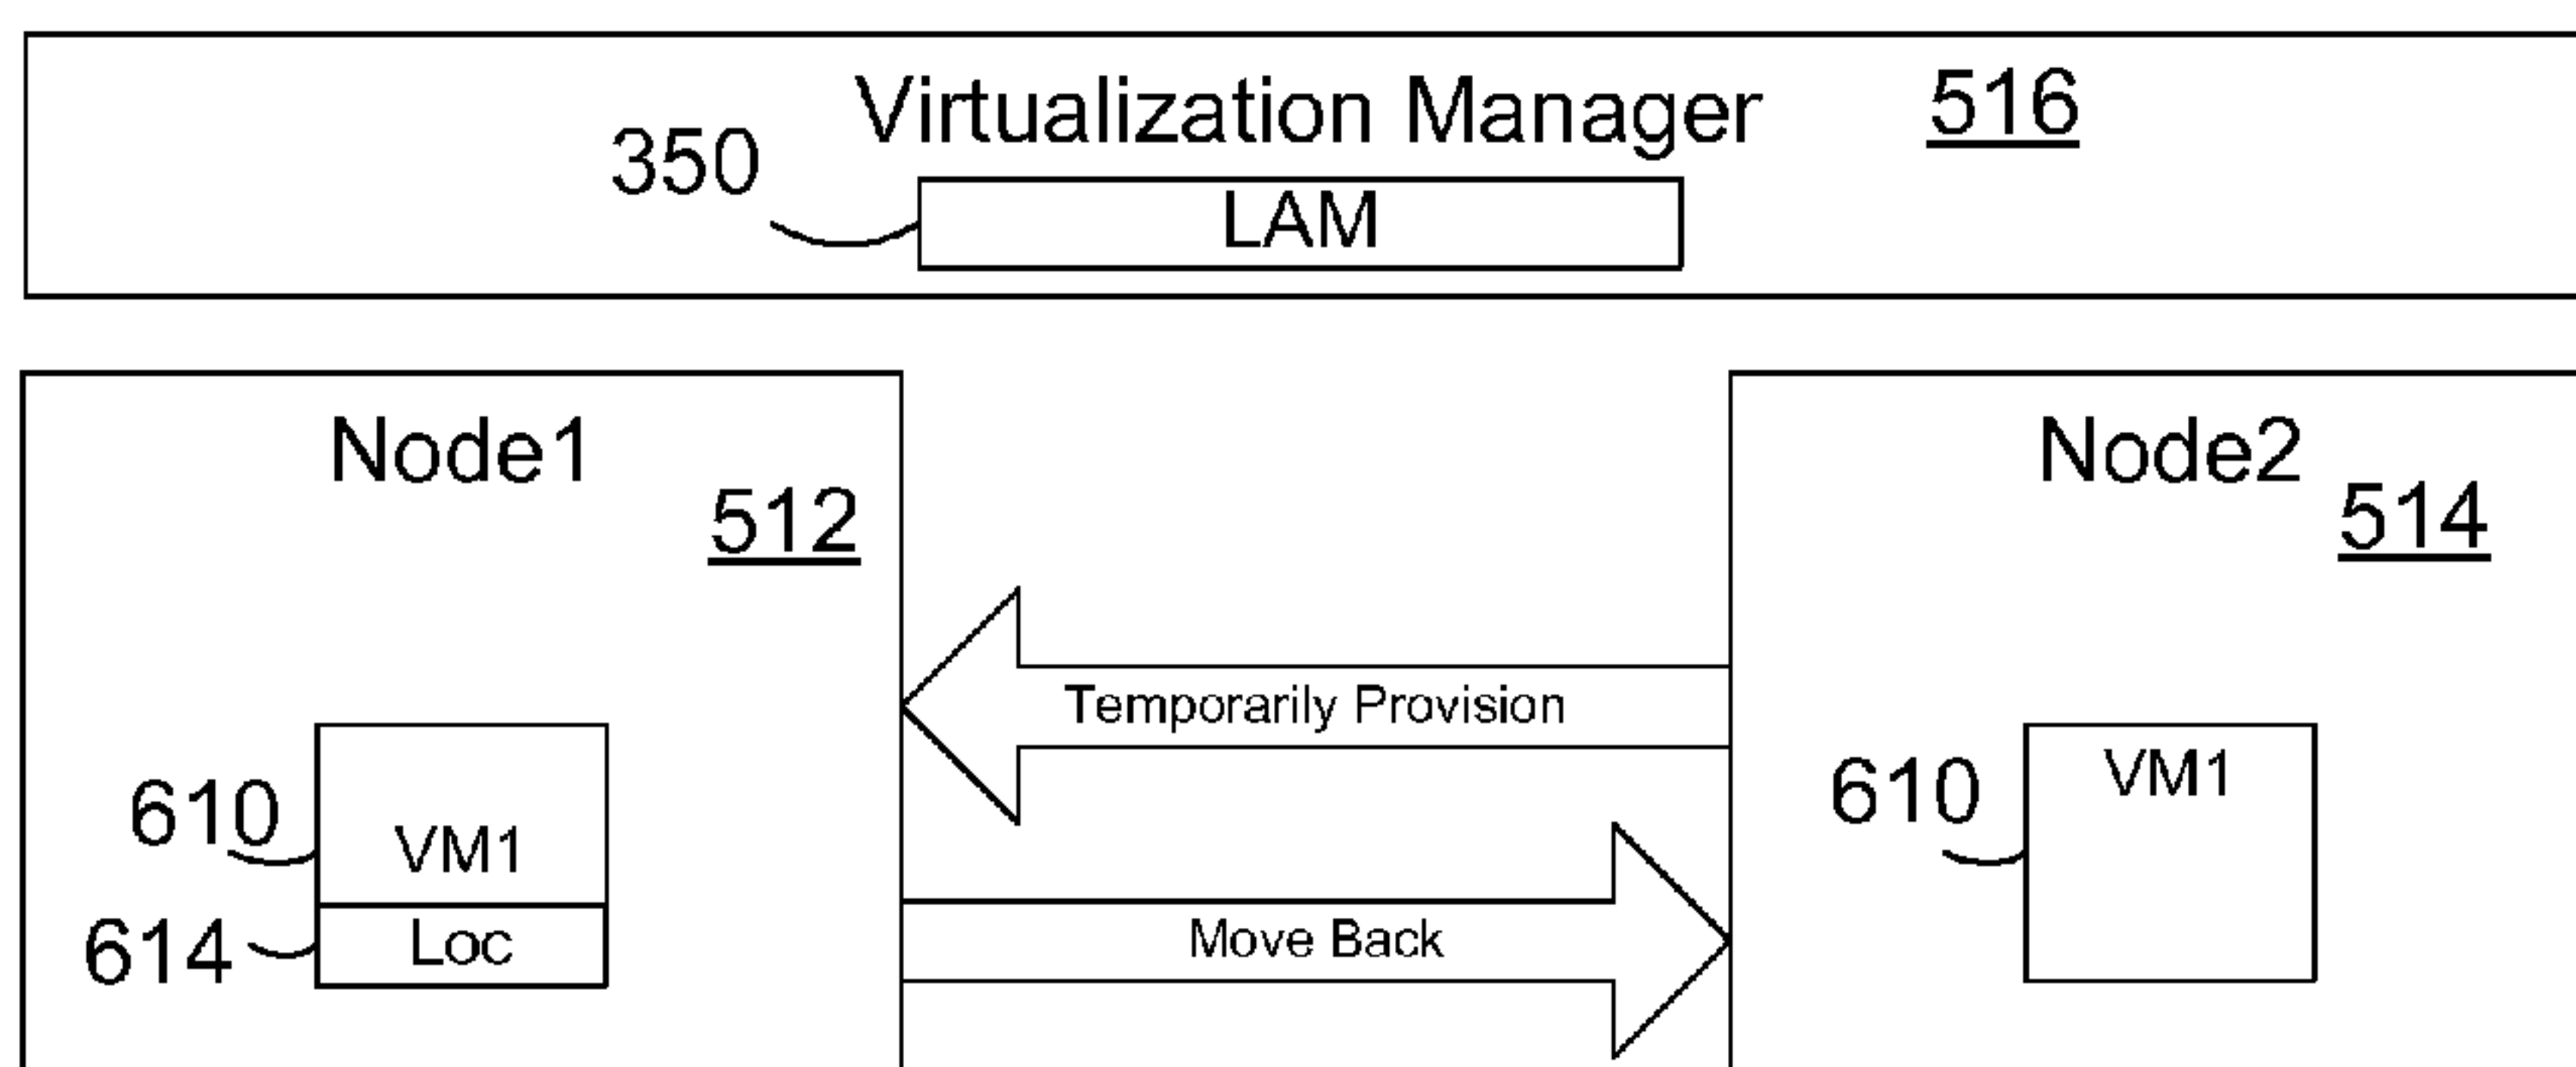 Virtualization Manager 516
350
LAM
Node1
512
Node2
514
Temporarily Provision
610
VM1
614
Loc
Move Back
610
VM1